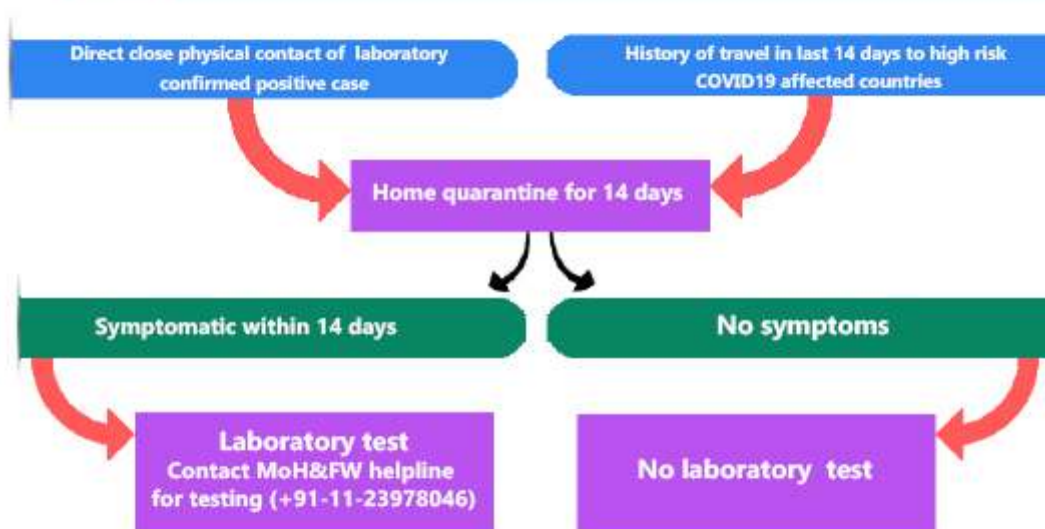 Direct close physical contact of laboratory
confirmed positive case
History of travel in last 14 days to high risk
COVID19 affected countries
Home quarantine for 14 days
Symptomatic within 14 days
No symptoms
Laboratory test
Contact MoH&FW helpline
for testing (+91-11-23978046)
No laboratory test